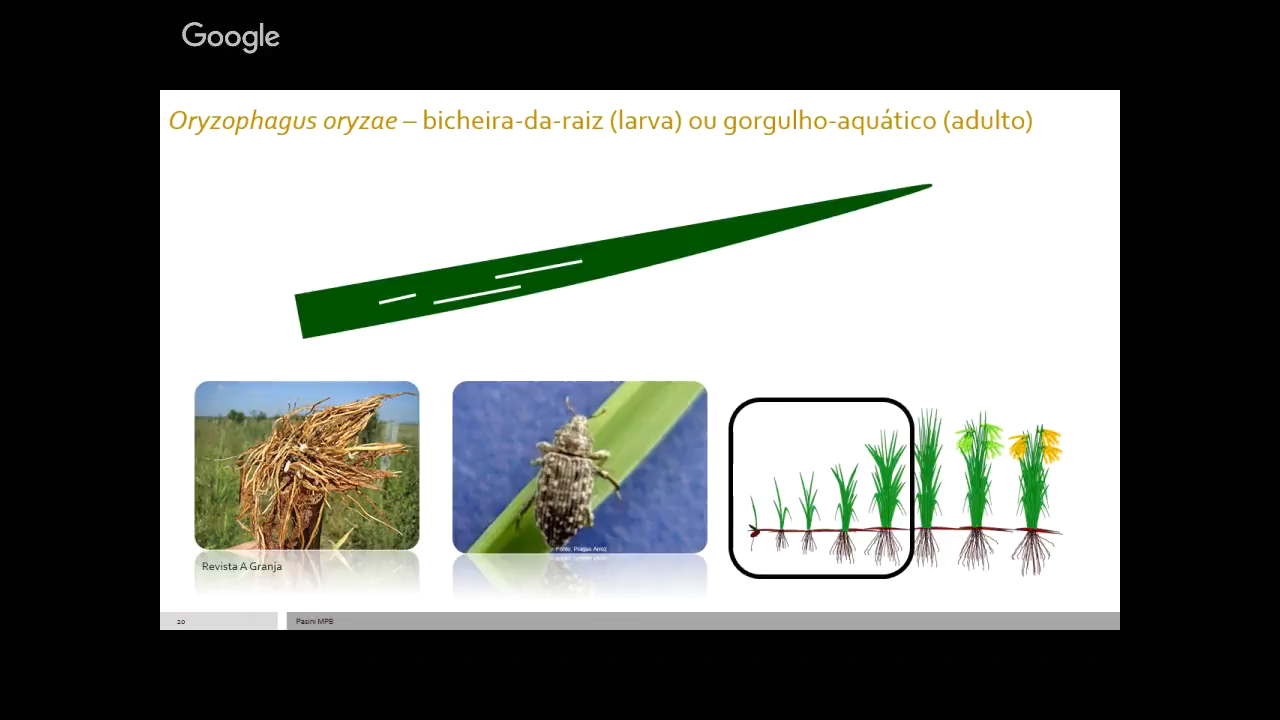 Google
Oryzophagus oryzae – bicheira-da-raiz (larva) ou gorgulho-aquático (adulto)
Fonte: Pragas Arroz
Revista A Granja
20
Pasini MPB